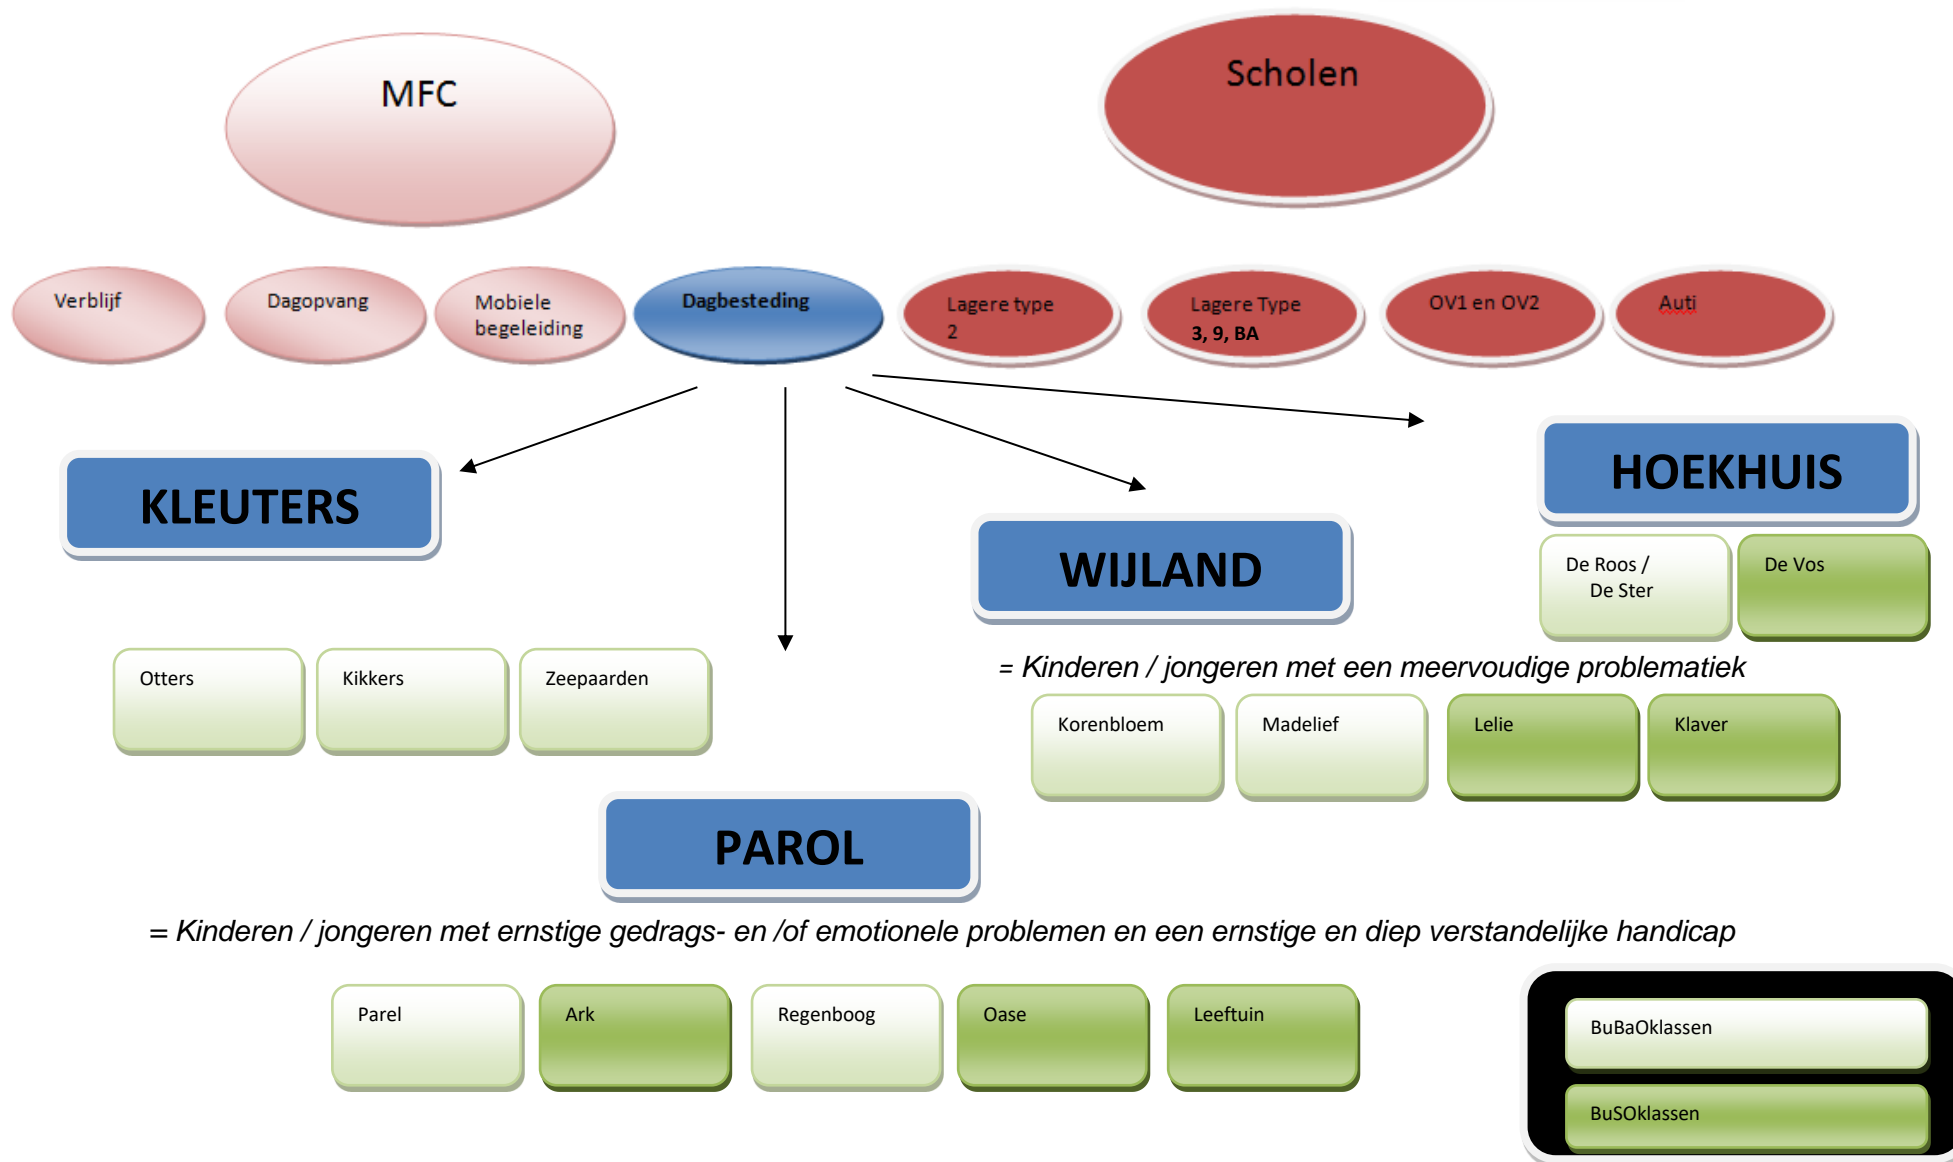 MFC
Scholen
Verblijf
Dagopvang
Mobiele
begeleiding
Dagbesteding
Lagere type
2
Lagere Type
3, 9, BA
OV1 en OV2
Auti
KLEUTERS
HOEKHUIS
WIJLAND
De Roos /
De Ster
De Vos
Otters
Kikkers
Zeepaarden
= Kinderen / jongeren met een meervoudige problematiek
Korenbloem
Madelief
Lelie
Klaver
PAROL
= Kinderen / jongeren met ernstige gedrags- en /of emotionele problemen en een ernstige en diep verstandelijke handicap
Parel
Ark
Regenboog
Oase
Leeftuin
BuBaOklassen
BuSOklassen